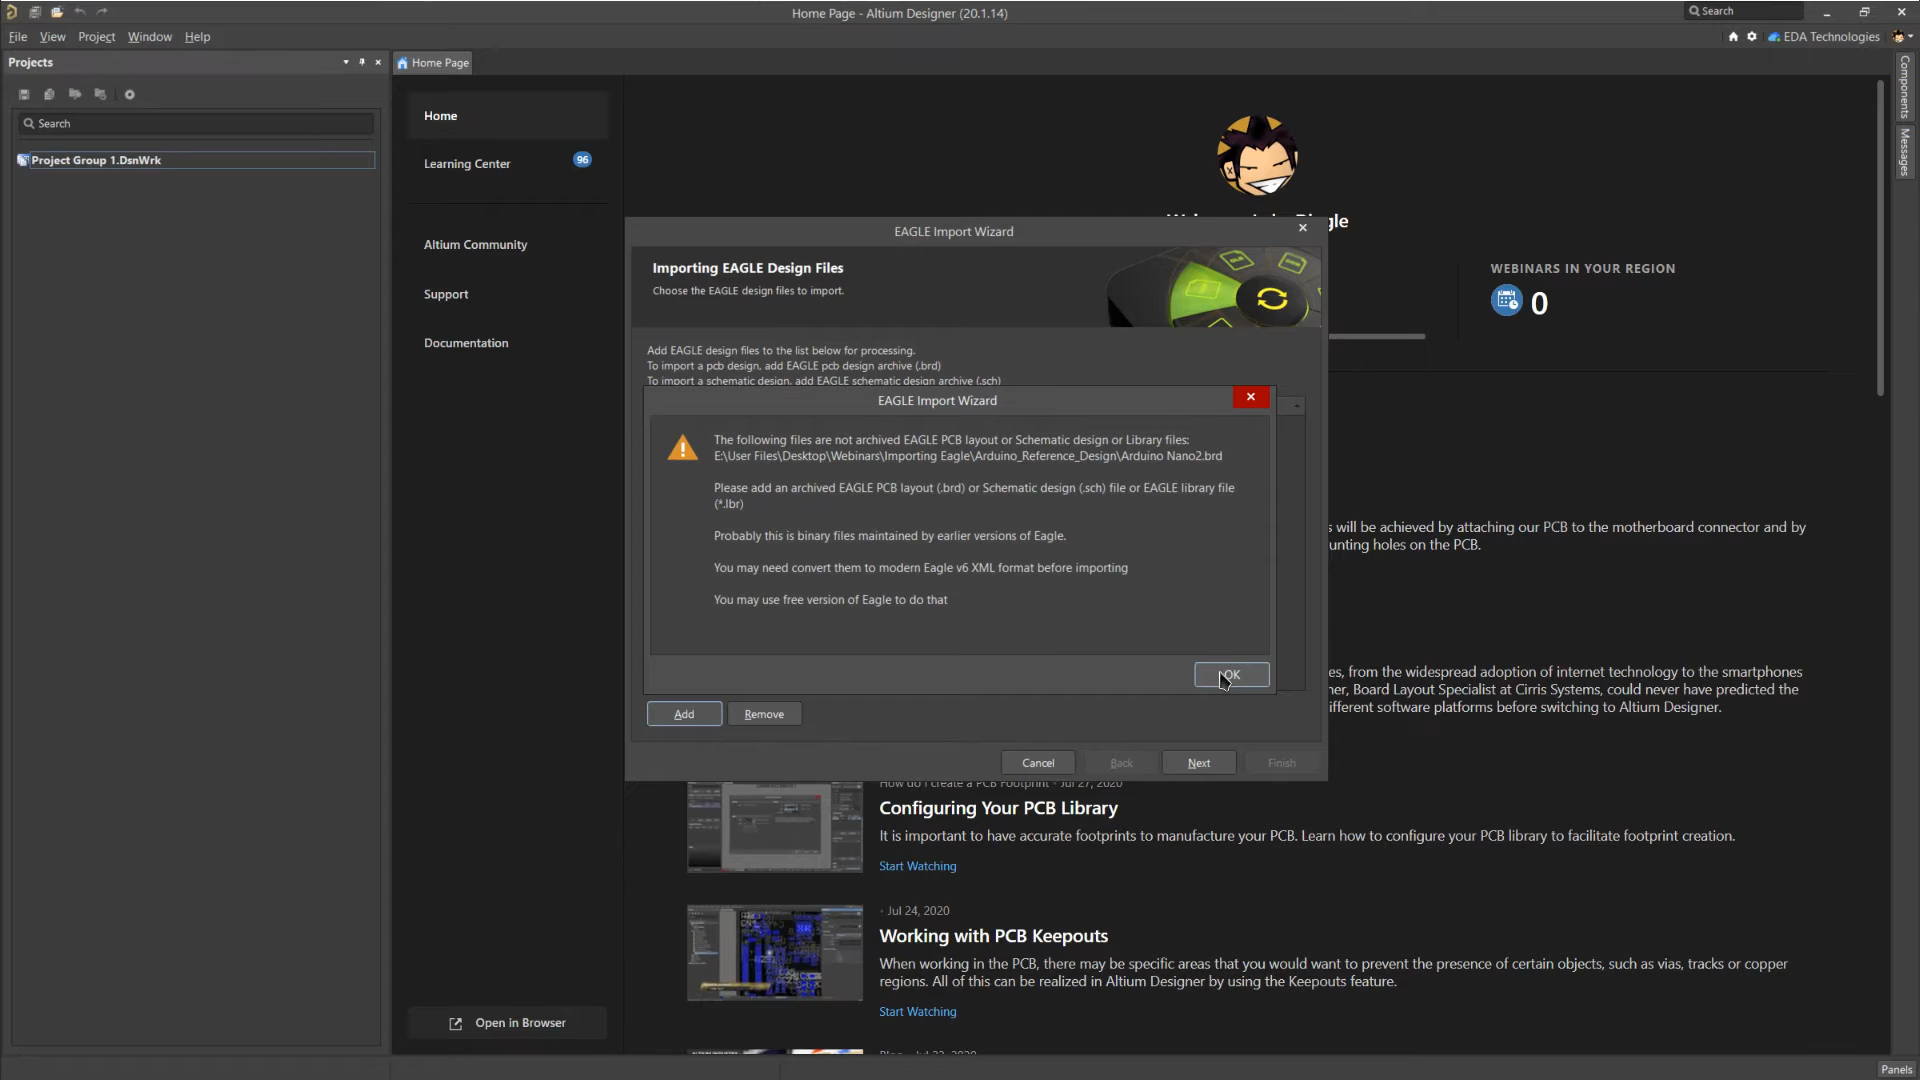 Home Page - Altium Designer (20.1.14)
Search
File View Project Window Help
EDA Technologies
Projects
Home Page
Components
Messages
Search
Project Group 1.DsnWrk
Home
Learning Center 96
Altium Community
Support
Documentation
Open in Browser
WEBINARS IN YOUR REGION
0
EAGLE Import Wizard
Importing EAGLE Design Files
Choose the EAGLE design files to import.
Add EAGLE design files to the list below for processing.
To import a pcb design, add EAGLE pcb design archive (.brd)
To import a schematic design, add EAGLE schematic design archive (.sch)
EAGLE Import Wizard
The following files are not archived EAGLE PCB layout or Schematic design or Library files:
E:\User Files\Desktop\Webinars\Importing Eagle\Arduino_Reference_Design\Arduino Nano2.brd
Please add an archived EAGLE PCB layout (.brd) or Schematic design (.sch) file or EAGLE library file
(*.lbr)
Probably this is binary files maintained by earlier versions of Eagle.
You may need convert them to modern Eagle v6 XML format before importing
You may use free version of Eagle to do that
OK
Add Remove
Cancel Back Next Finish
will be achieved by attaching our PCB to the motherboard connector and by
unting holes on the PCB.
es, from the widespread adoption of internet technology to the smartphones
ner, Board Layout Specialist at Cirris Systems, could never have predicted the
ifferent software platforms before switching to Altium Designer.
How do I create a PCB Footprint - Jul 27, 2020
Configuring Your PCB Library
It is important to have accurate footprints to manufacture your PCB. Learn how to configure your PCB library to facilitate footprint creation.
Start Watching
- Jul 24, 2020
Working with PCB Keepouts
When working in the PCB, there may be specific areas that you would want to prevent the presence of certain objects, such as vias, tracks or copper
regions. All of this can be realized in Altium Designer by using the Keepouts feature.
Start Watching
Panels